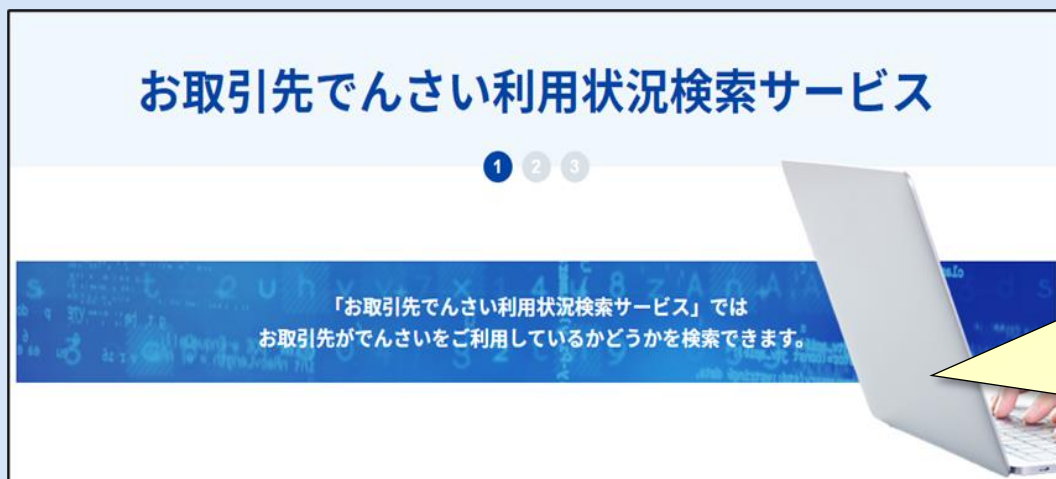 お取引先でんさい利用状況検索サービス
1 2 3
「お取引先でんさい利用状況検索サービス」では
お取引先がでんさいをご利用しているかどうかを検索できます。